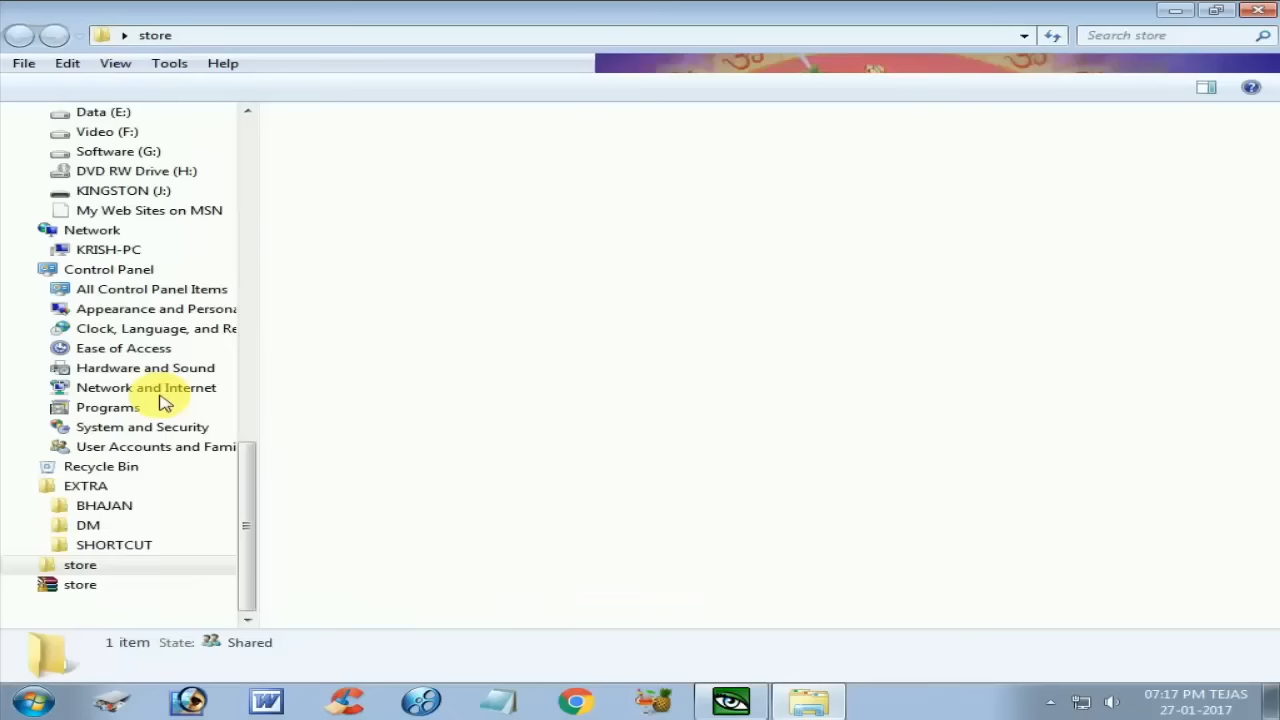 store
Search store
File Edit View Tools Help
Data (E:)
Video (F:)
Software (G:)
DVD RW Drive (H:)
KINGSTON (J:)
My Web Sites on MSN
Network
KRISH-PC
Control Panel
All Control Panel Items
Appearance and Persona
Clock, Language, and Re
Ease of Access
Hardware and Sound
Network and Internet
Programs
System and Security
User Accounts and Fami
Recycle Bin
EXTRA
BHAJAN
DM
SHORTCUT
store
store
1 item State: Shared
07:17 PM TEJAS
27-01-2017